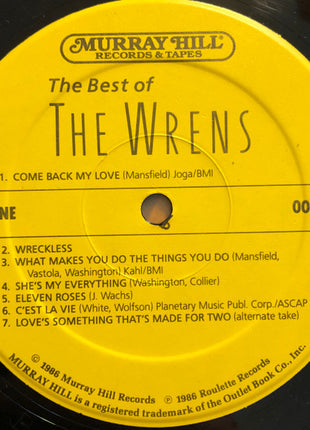 MURRAY HILL
RECORDS & TAPES
The Best of
THE WRENS
1. COME BACK MY LOVE (Mansfield) Joga/BMI
NE
00
2. WRECKLESS
3. WHAT MAKES YOU DO THE THINGS YOU DO (Mansfield,
Vastola, Washington) Kahl/BMI
4. SHE'S MY EVERYTHING (Washington, Collier)
5. ELEVEN ROSES (J. Wachs)
6. C'EST LA VIE (White, Wolfson) Planetary Music Publ. Corp./ASCAP
7. LOVE'S SOMETHING THAT'S MADE FOR TWO (alternate take)
© 1986 Murray Hill Records ℗ 1986 Roulette Records
MURRAY HILL is a registered trademark of the Outlet Book Co., Inc.